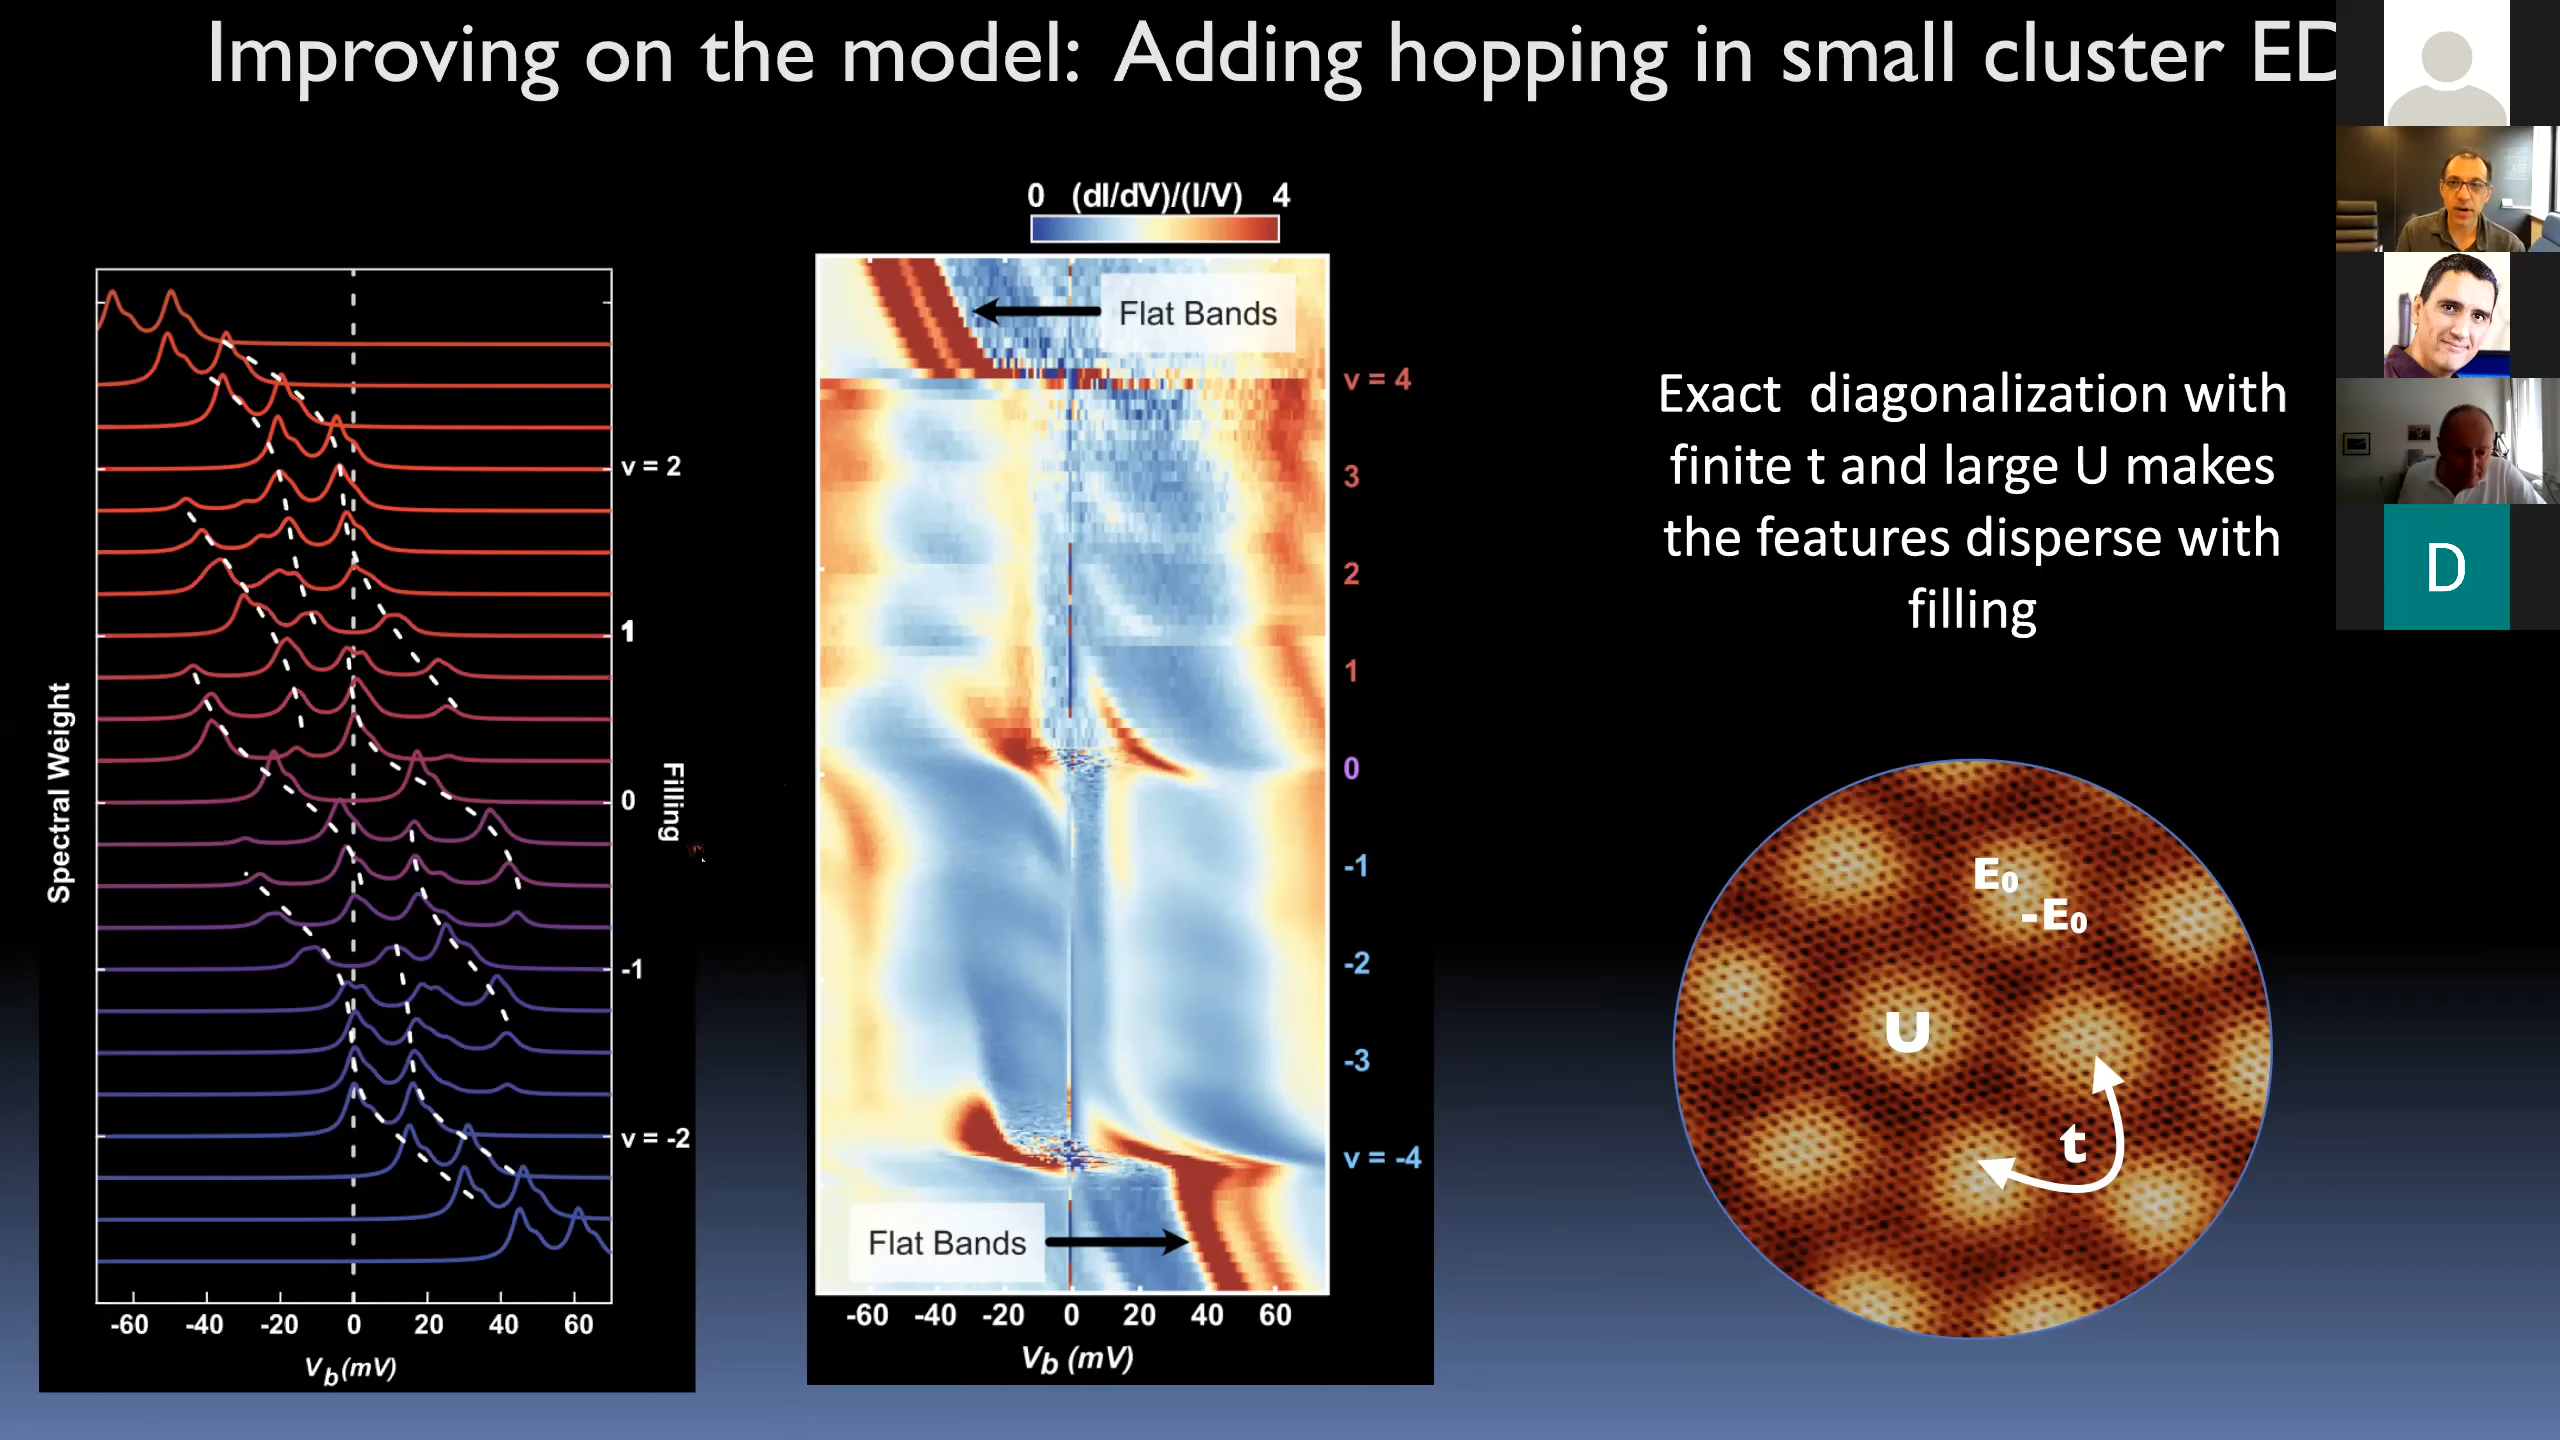 Improving on the model: Adding hopping in small cluster ED
0 (dI/dV)/(I/V) 4
Flat Bands
Flat Bands
ν = 4
3
2
1
0
-1
-2
-3
ν = -4
-60 -40 -20 0 20 40 60
Vb (mV)
Spectral Weight
Filling
ν = 2
1
0
-1
ν = -2
-60 -40 -20 0 20 40 60
Vb(mV)
Exact diagonalization with
finite t and large U makes
the features disperse with
filling
E₀
-E₀
U
t
D